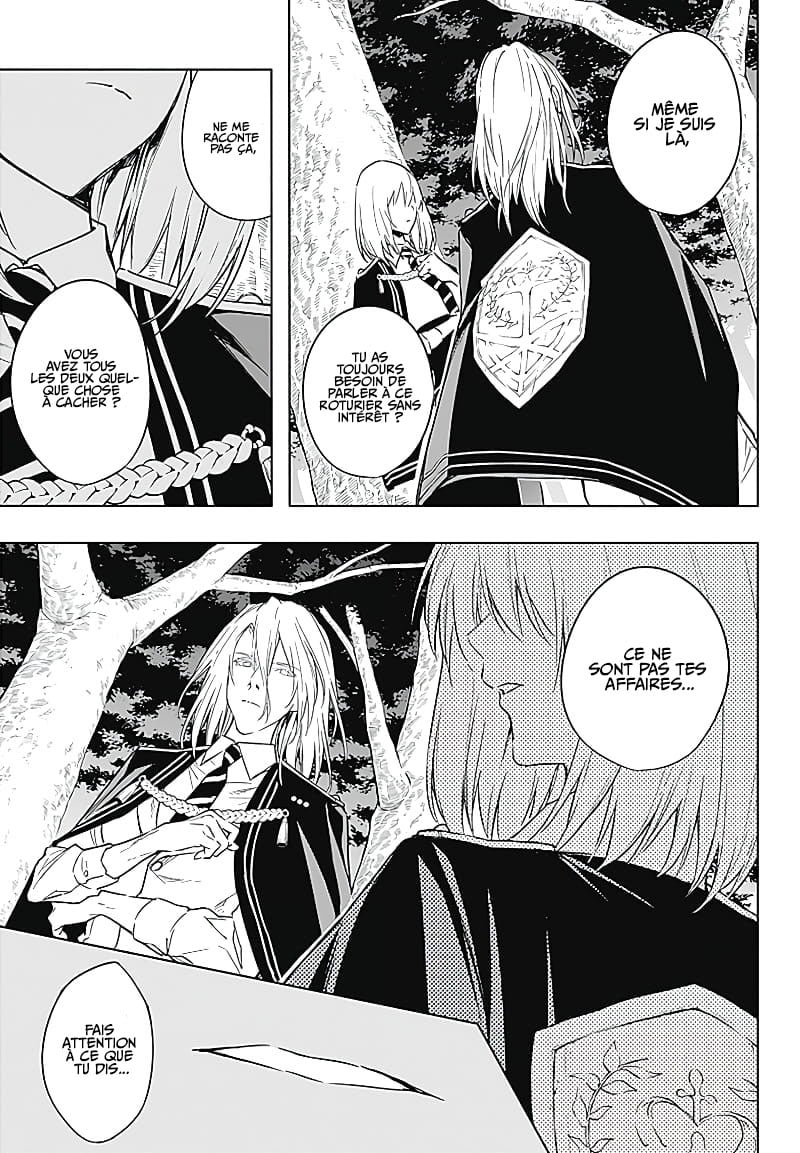 MÊME
SI JE SUIS
LÀ,
TU AS
TOUJOURS
BESOIN DE
PARLER À CE
ROTURIER SANS
INTÉRÊT ?
NE ME
RACONTE
PAS ÇA,
VOUS
AVEZ TOUS
LES DEUX QUEL-
QUE CHOSE
À CACHER ?
CE NE
SONT PAS TES
AFFAIRES...
FAIS
ATTENTION
À CE QUE
TU DIS...